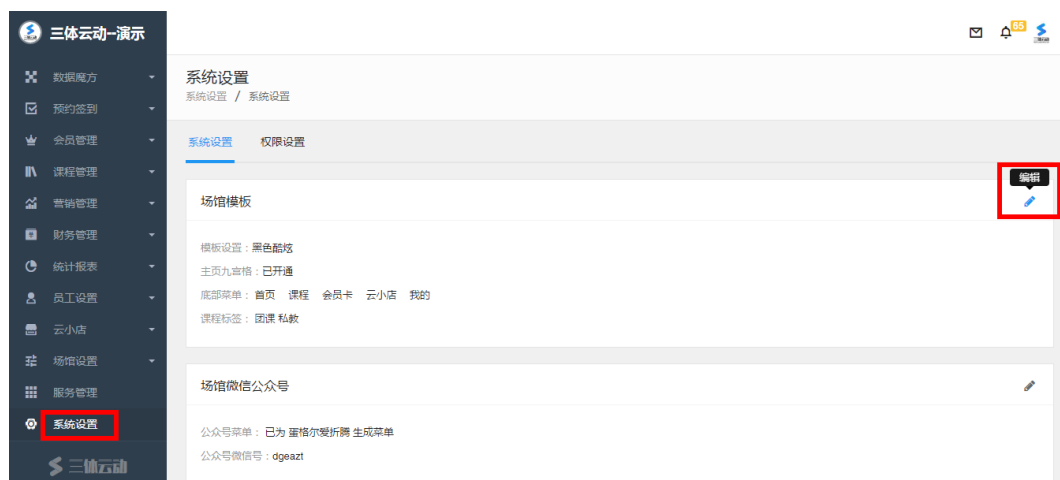 三体云动--演示
65
数据魔方
预约签到
会员管理
课程管理
营销管理
财务管理
统计报表
员工设置
云小店
场馆设置
服务管理
系统设置
三体云动
系统设置
系统设置 / 系统设置
系统设置 权限设置
编辑
场馆模板
模板设置：黑色酷炫
主页九宫格：已开通
底部菜单： 首页 课程 会员卡 云小店 我的
课程标签： 团课 私教
场馆微信公众号
公众号菜单： 已为 蛋格尔爱折腾 生成菜单
公众号微信号：dgeazt